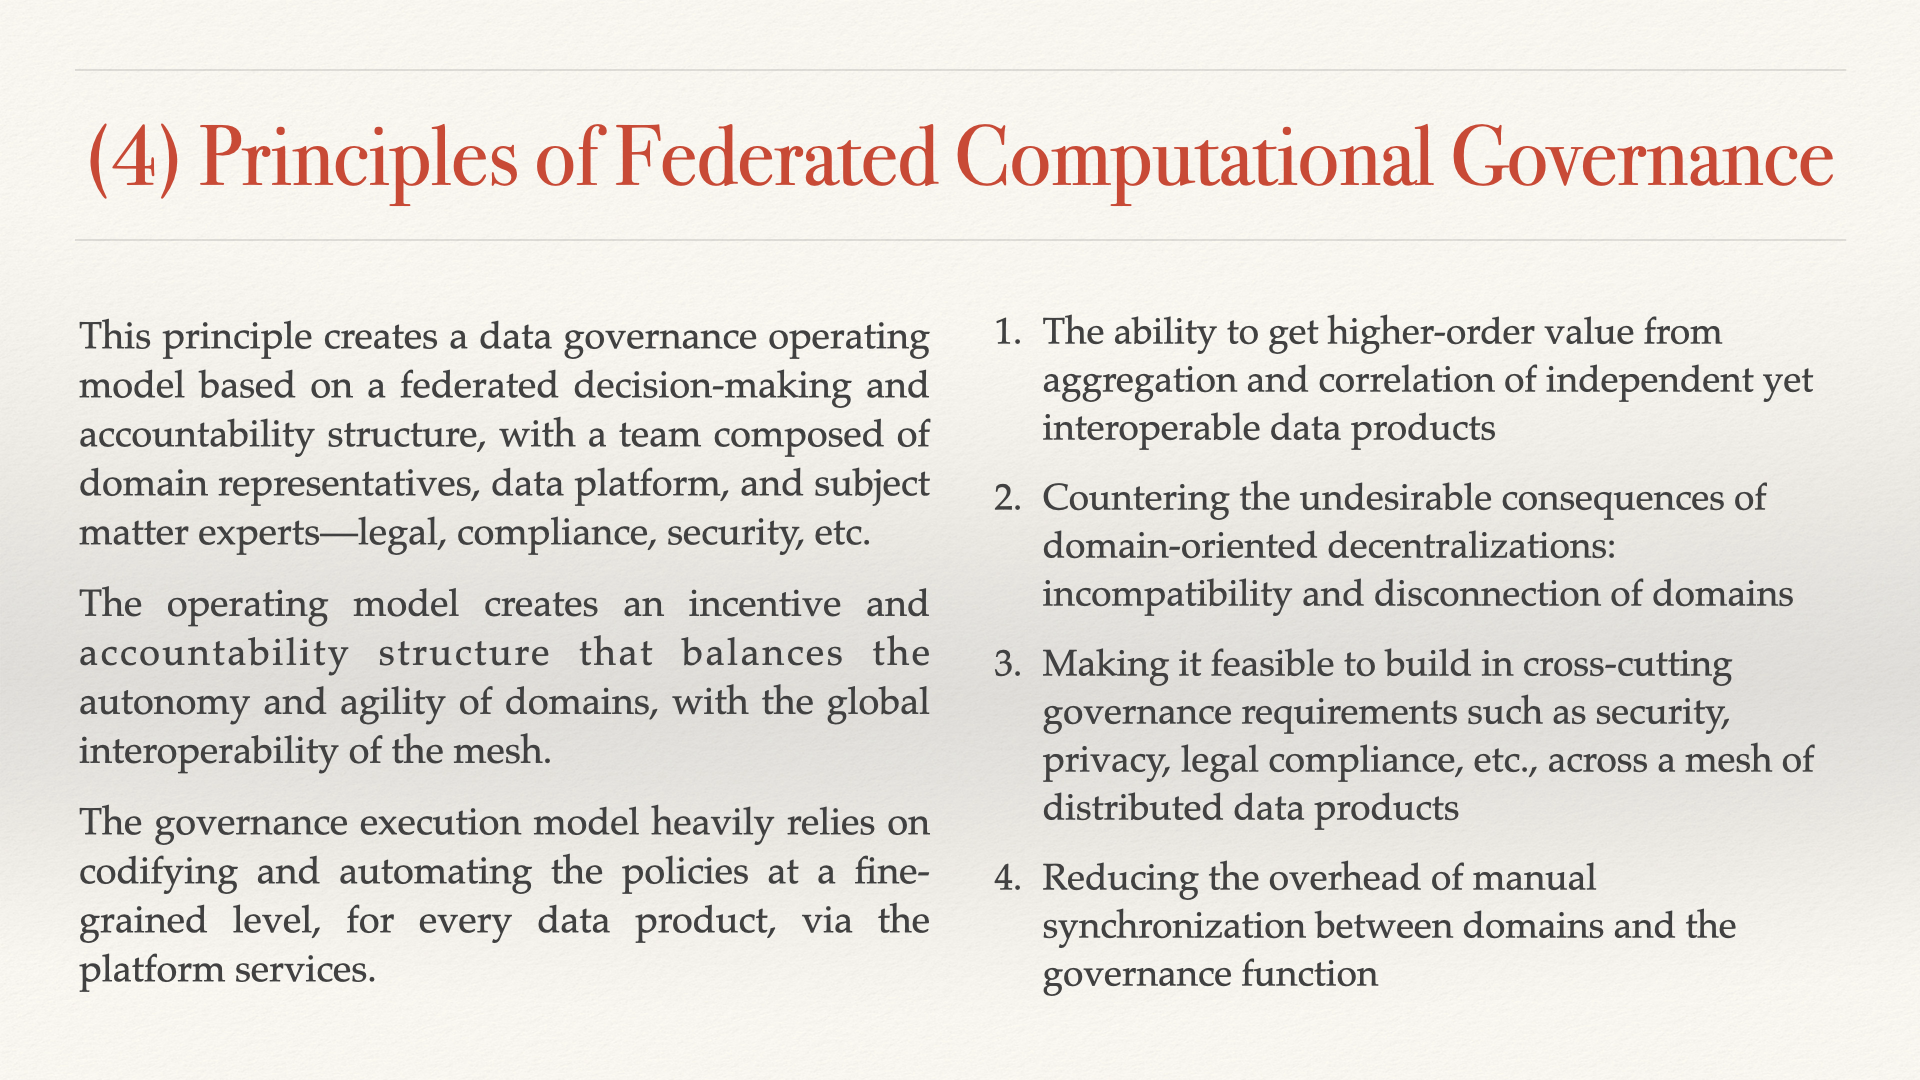 (4) Principles of Federated Computational Governance
This principle creates a data governance operating
model based on a federated decision-making and
accountability structure, with a team composed of
domain representatives, data platform, and subject
matter experts—legal, compliance, security, etc.
The operating model creates an incentive and
accountability structure that balances the
autonomy and agility of domains, with the global
interoperability of the mesh.
The governance execution model heavily relies on
codifying and automating the policies at a fine-
grained level, for every data product, via the
platform services.
1. The ability to get higher-order value from
aggregation and correlation of independent yet
interoperable data products
2. Countering the undesirable consequences of
domain-oriented decentralizations:
incompatibility and disconnection of domains
3. Making it feasible to build in cross-cutting
governance requirements such as security,
privacy, legal compliance, etc., across a mesh of
distributed data products
4. Reducing the overhead of manual
synchronization between domains and the
governance function